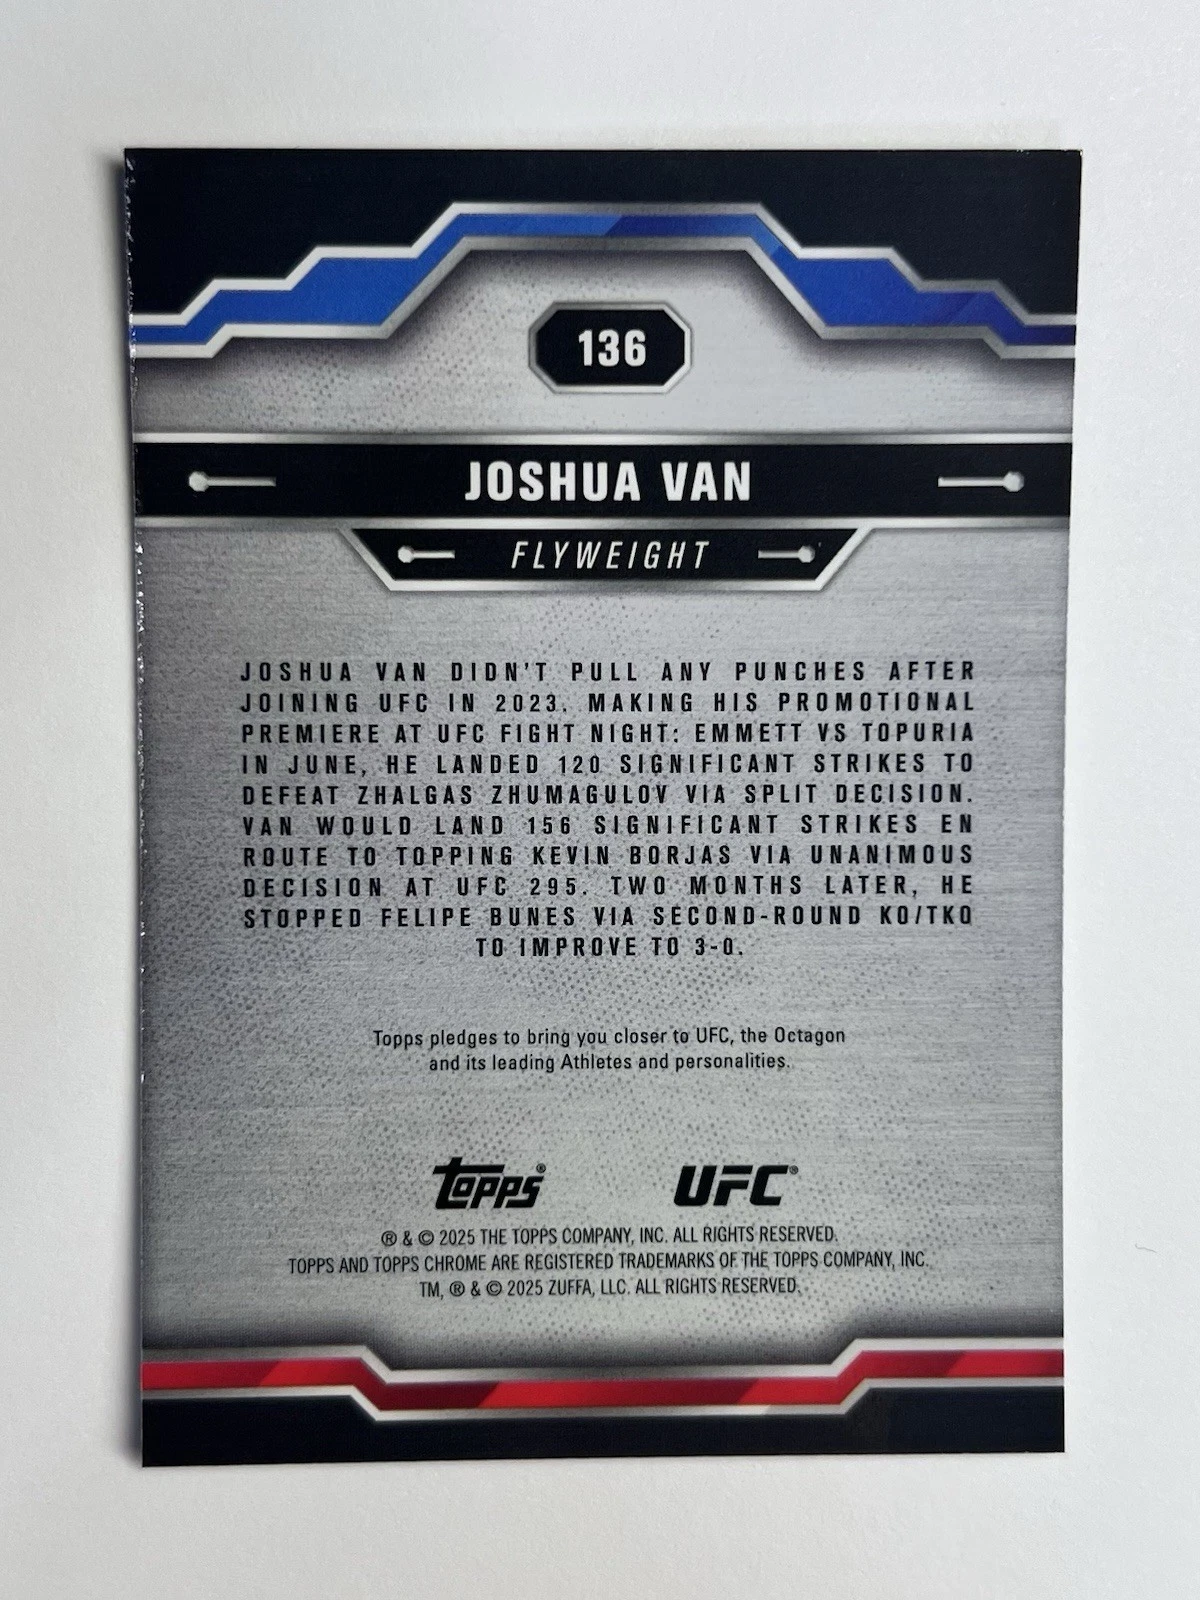 136
JOSHUA VAN
FLYWEIGHT
JOSHUA VAN DIDN'T PULL ANY PUNCHES AFTER
JOINING UFC IN 2023. MAKING HIS PROMOTIONAL
PREMIERE AT UFC FIGHT NIGHT: EMMETT VS TOPURIA
IN JUNE, HE LANDED 120 SIGNIFICANT STRIKES TO
DEFEAT ZHALGAS ZHUMAGULOV VIA SPLIT DECISION.
VAN WOULD LAND 156 SIGNIFICANT STRIKES EN
ROUTE TO TOPPING KEVIN BORJAS VIA UNANIMOUS
DECISION AT UFC 295. TWO MONTHS LATER, HE
STOPPED FELIPE BUNES VIA SECOND-ROUND KO/TKO
TO IMPROVE TO 3-0.
Topps pledges to bring you closer to UFC, the Octagon
and its leading Athletes and personalities.
Topps® UFC®
® & © 2025 THE TOPPS COMPANY, INC. ALL RIGHTS RESERVED.
TOPPS AND TOPPS CHROME ARE REGISTERED TRADEMARKS OF THE TOPPS COMPANY, INC.
TM, ® & © 2025 ZUFFA, LLC. ALL RIGHTS RESERVED.